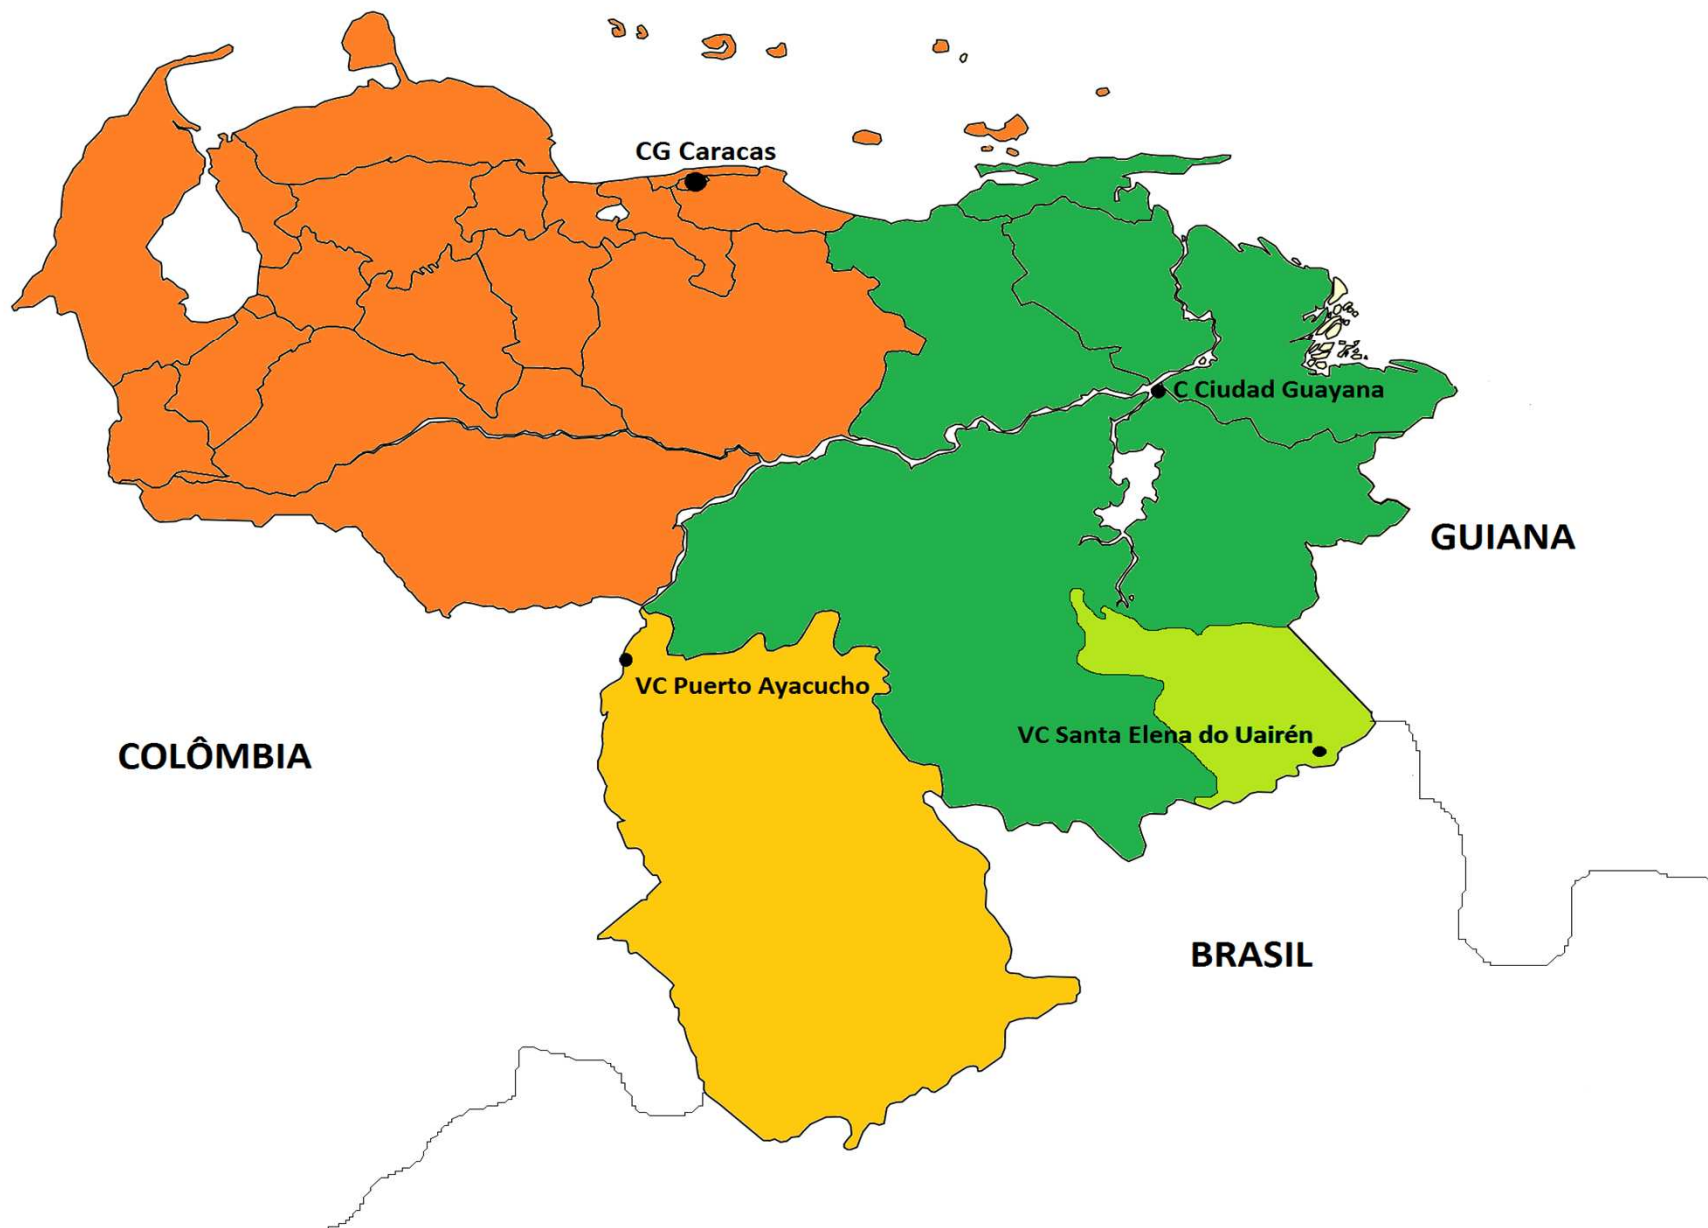 CG Caracas
C Ciudad Guayana
GUIANA
VC Puerto Ayacucho
VC Santa Elena do Uairén
COLÔMBIA
BRASIL